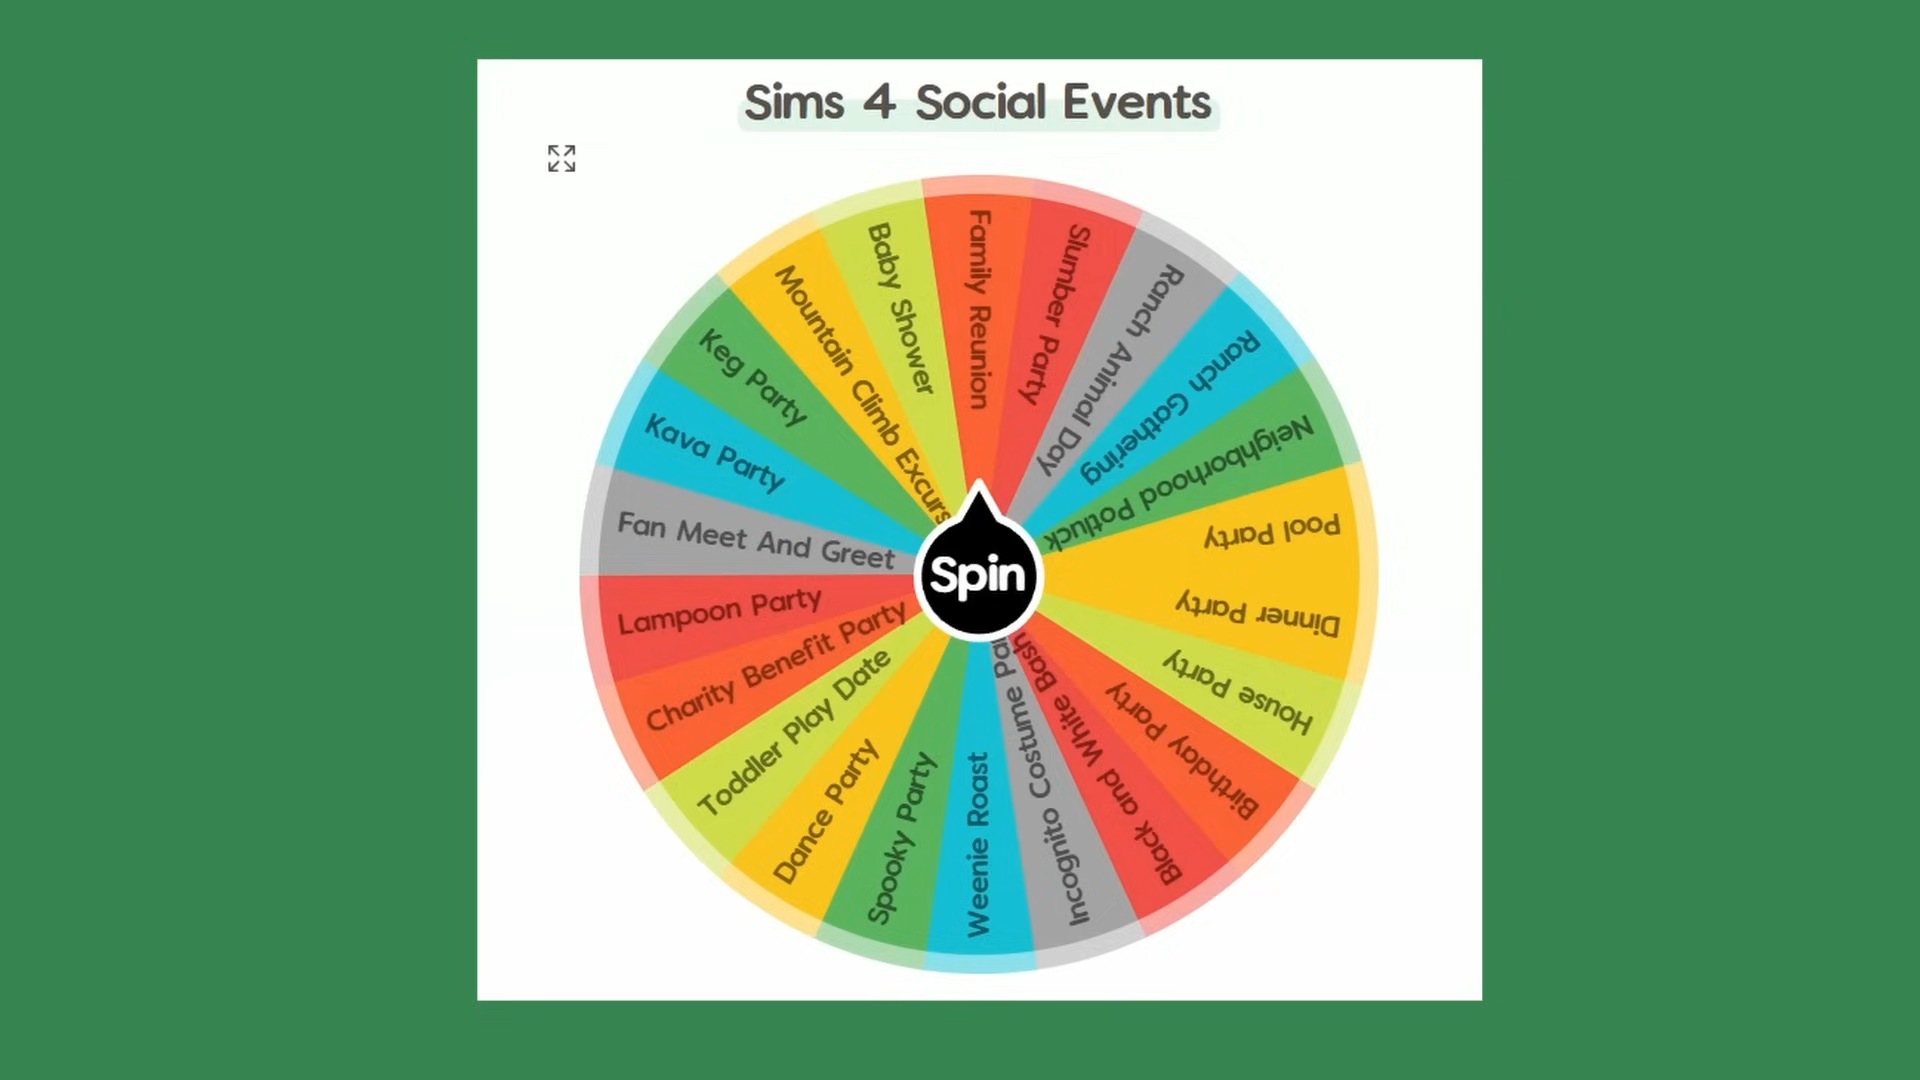 Sims 4 Social Events
Family Reunion
Slumber Party
Ranch Animal Day
Ranch Gathering
Neighborhood Potluck
Pool Party
Dinner Party
House Party
Birthday Party
Black and White Bash
Incognito Costume Par
Weenie Roast
Spooky Party
Dance Party
Toddler Play Date
Charity Benefit Party
Lampoon Party
Fan Meet And Greet
Kava Party
Keg Party
Mountain Climb Excurs
Baby Shower
Spin